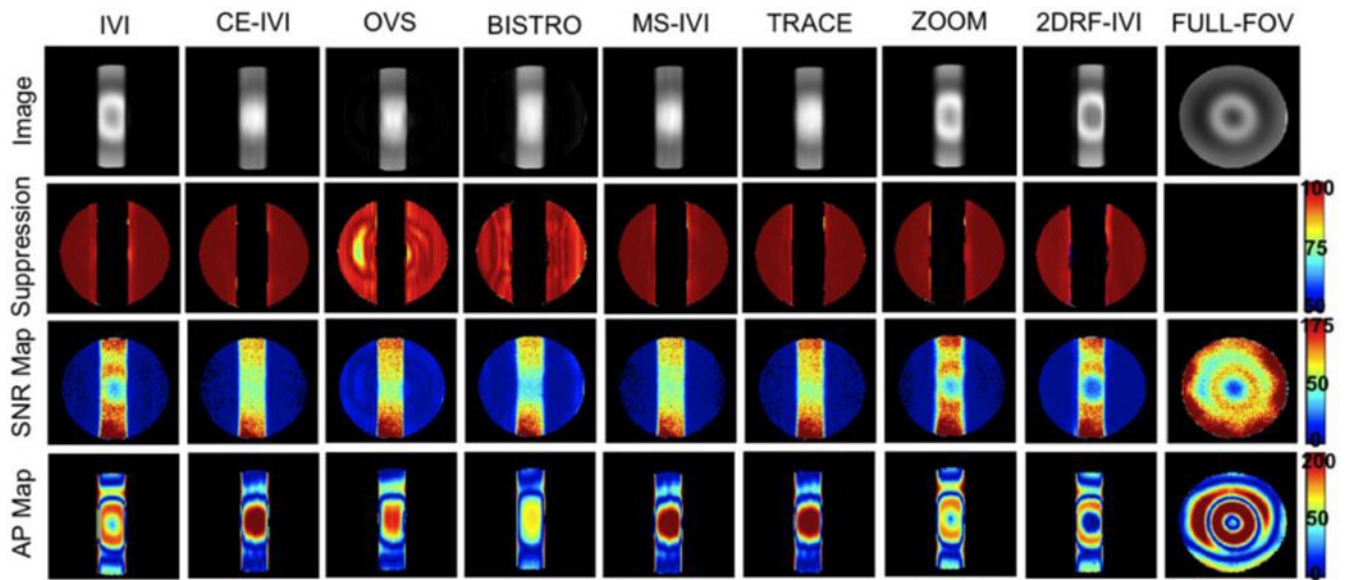 IVI CE-IVI OVS BISTRO MS-IVI TRACE ZOOM 2DRF-IVI FULL-FOV
Image
Suppression
100
75
50
SNR Map
175
50
0
AP Map
200
50
0